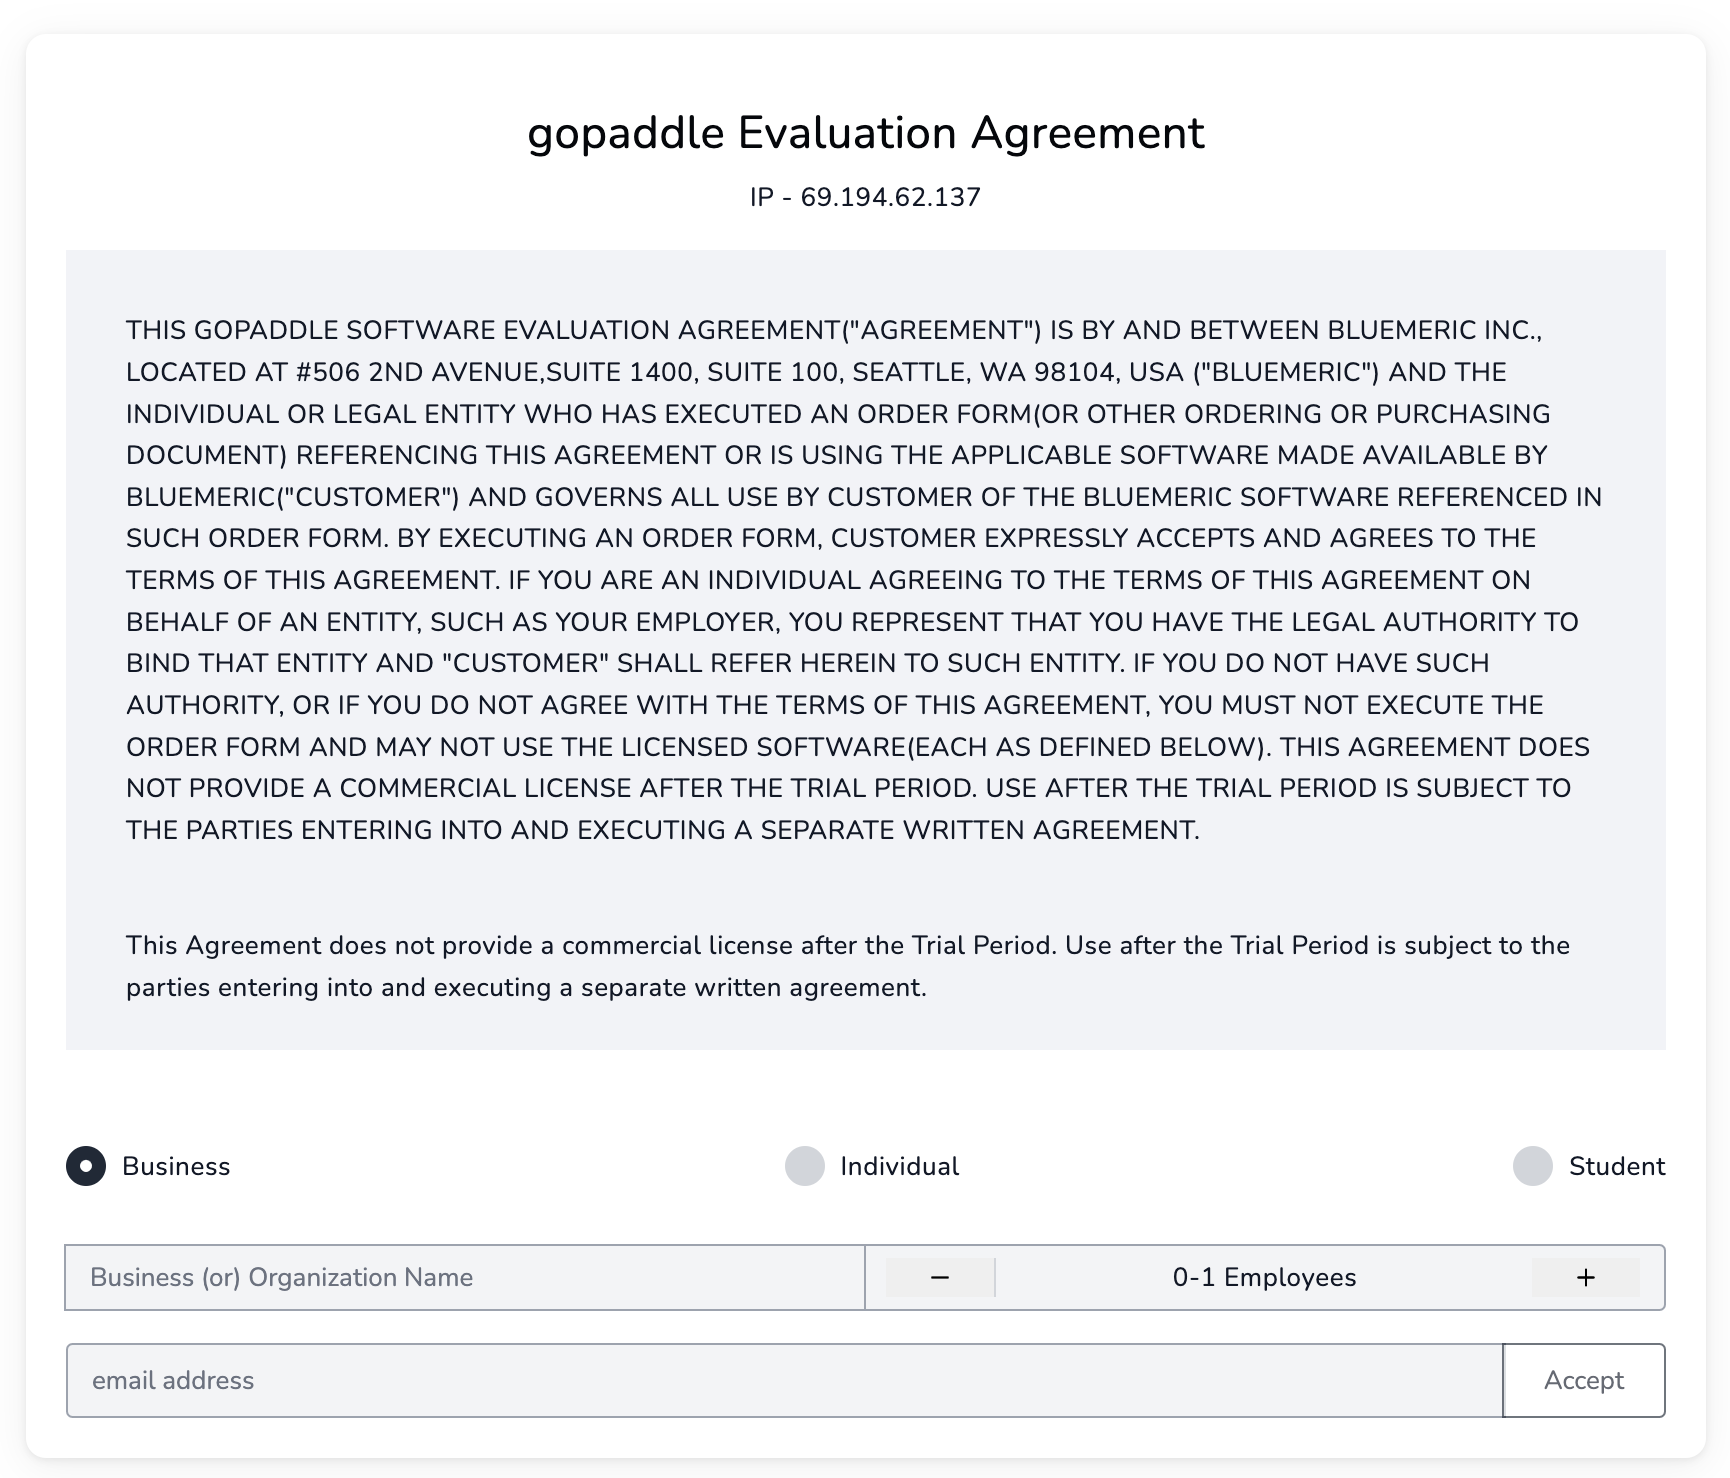 gopaddle Evaluation Agreement
IP - 69.194.62.137
THIS GOPADDLE SOFTWARE EVALUATION AGREEMENT("AGREEMENT") IS BY AND BETWEEN BLUEMERIC INC.,
LOCATED AT #506 2ND AVENUE,SUITE 1400, SUITE 100, SEATTLE, WA 98104, USA ("BLUEMERIC") AND THE
INDIVIDUAL OR LEGAL ENTITY WHO HAS EXECUTED AN ORDER FORM(OR OTHER ORDERING OR PURCHASING
DOCUMENT) REFERENCING THIS AGREEMENT OR IS USING THE APPLICABLE SOFTWARE MADE AVAILABLE BY
BLUEMERIC("CUSTOMER") AND GOVERNS ALL USE BY CUSTOMER OF THE BLUEMERIC SOFTWARE REFERENCED IN
SUCH ORDER FORM. BY EXECUTING AN ORDER FORM, CUSTOMER EXPRESSLY ACCEPTS AND AGREES TO THE
TERMS OF THIS AGREEMENT. IF YOU ARE AN INDIVIDUAL AGREEING TO THE TERMS OF THIS AGREEMENT ON
BEHALF OF AN ENTITY, SUCH AS YOUR EMPLOYER, YOU REPRESENT THAT YOU HAVE THE LEGAL AUTHORITY TO
BIND THAT ENTITY AND "CUSTOMER" SHALL REFER HEREIN TO SUCH ENTITY. IF YOU DO NOT HAVE SUCH
AUTHORITY, OR IF YOU DO NOT AGREE WITH THE TERMS OF THIS AGREEMENT, YOU MUST NOT EXECUTE THE
ORDER FORM AND MAY NOT USE THE LICENSED SOFTWARE(EACH AS DEFINED BELOW). THIS AGREEMENT DOES
NOT PROVIDE A COMMERCIAL LICENSE AFTER THE TRIAL PERIOD. USE AFTER THE TRIAL PERIOD IS SUBJECT TO
THE PARTIES ENTERING INTO AND EXECUTING A SEPARATE WRITTEN AGREEMENT.
This Agreement does not provide a commercial license after the Trial Period. Use after the Trial Period is subject to the
parties entering into and executing a separate written agreement.
Business Individual Student
Business (or) Organization Name − 0-1 Employees +
email address Accept